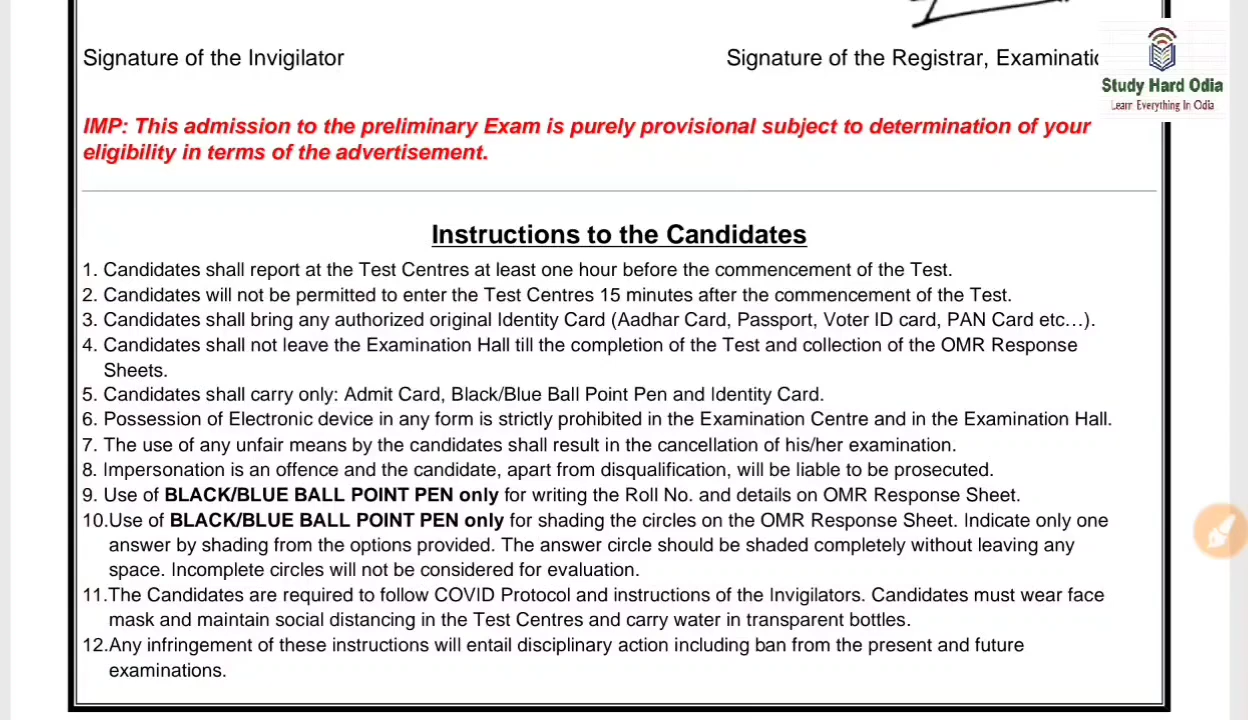 Signature of the Invigilator
Signature of the Registrar,
Study Hard Odia
Learn Everything In Odia
IMP: This admission to the preliminary Exam is purely provisional subject to determination of your
eligibility in terms of the advertisement.
Instructions to the Candidates
1. Candidates shall report at the Test Centres at least one hour before the commencement of the Test.
2. Candidates will not be permitted to enter the Test Centres 15 minutes after the commencement of the Test.
3. Candidates shall bring any authorized original Identity Card (Aadhar Card, Passport, Voter ID card, PAN Card etc...).
4. Candidates shall not leave the Examination Hall till the completion of the Test and collection of the OMR Response
Sheets.
5. Candidates shall carry only: Admit Card, Black/Blue Ball Point Pen and Identity Card.
6. Possession of Electronic device in any form is strictly prohibited in the Examination Centre and in the Examination Hall.
7. The use of any unfair means by the candidates shall result in the cancellation of his/her examination.
8. Impersonation is an offence and the candidate, apart from disqualification, will be liable to be prosecuted.
9. Use of BLACK/BLUE BALL POINT PEN only for writing the Roll No. and details on OMR Response Sheet.
10.Use of BLACK/BLUE BALL POINT PEN only for shading the circles on the OMR Response Sheet. Indicate only one
answer by shading from the options provided. The answer circle should be shaded completely without leaving any
space. Incomplete circles will not be considered for evaluation.
11.The Candidates are required to follow COVID Protocol and instructions of the Invigilators. Candidates must wear face
mask and maintain social distancing in the Test Centres and carry water in transparent bottles.
12.Any infringement of these instructions will entail disciplinary action including ban from the present and future
examinations.